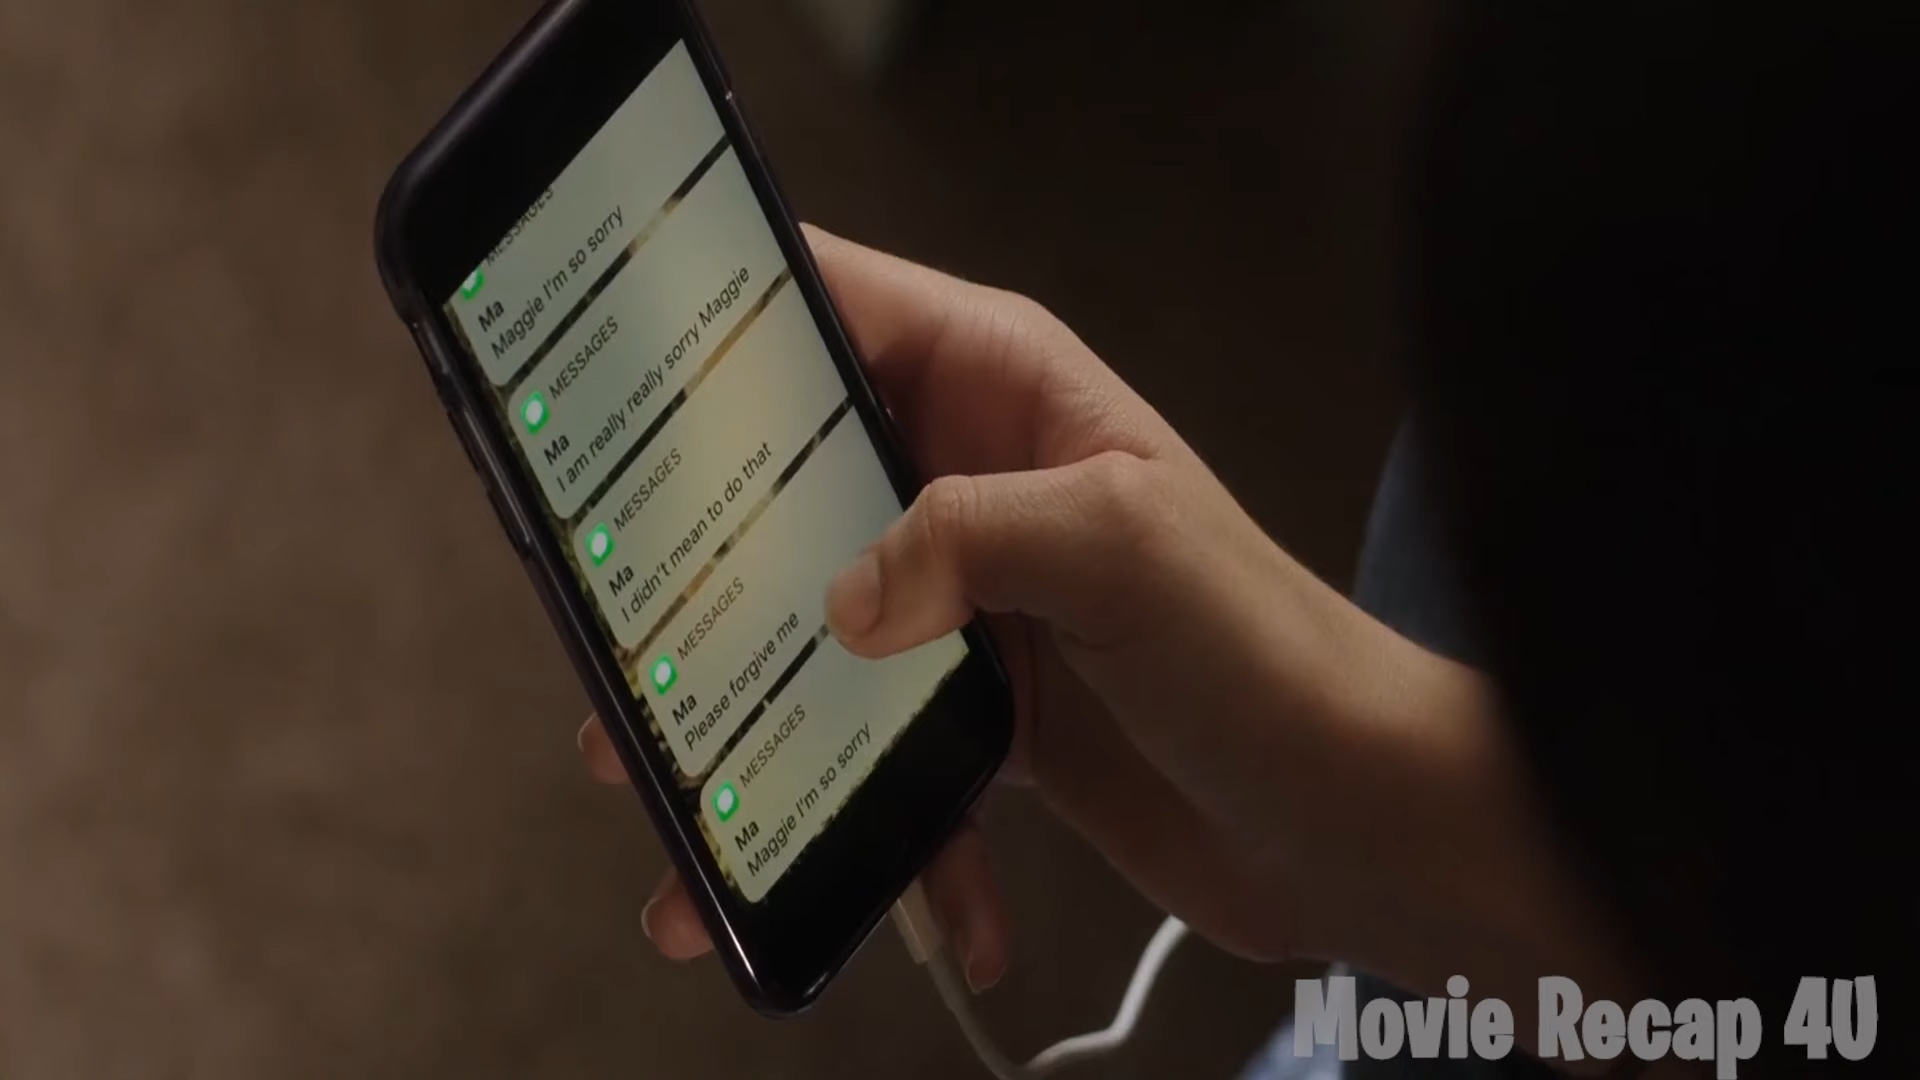 MESSAGES
Ma
Maggie I'm so sorry
MESSAGES
Ma
I am really really sorry Maggie
MESSAGES
Ma
I didn't mean to do that
MESSAGES
Ma
Please forgive me
MESSAGES
Ma
Maggie I'm so sorry
Movie Recap 4U